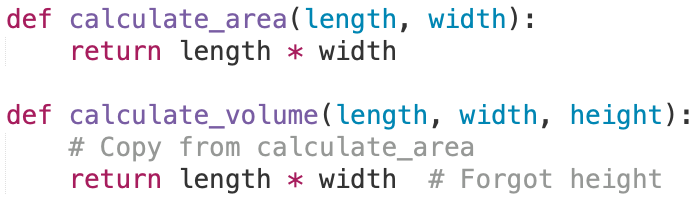 def calculate_area(length, width):
    return length * width

def calculate_volume(length, width, height):
    # Copy from calculate_area
    return length * width  # Forgot height